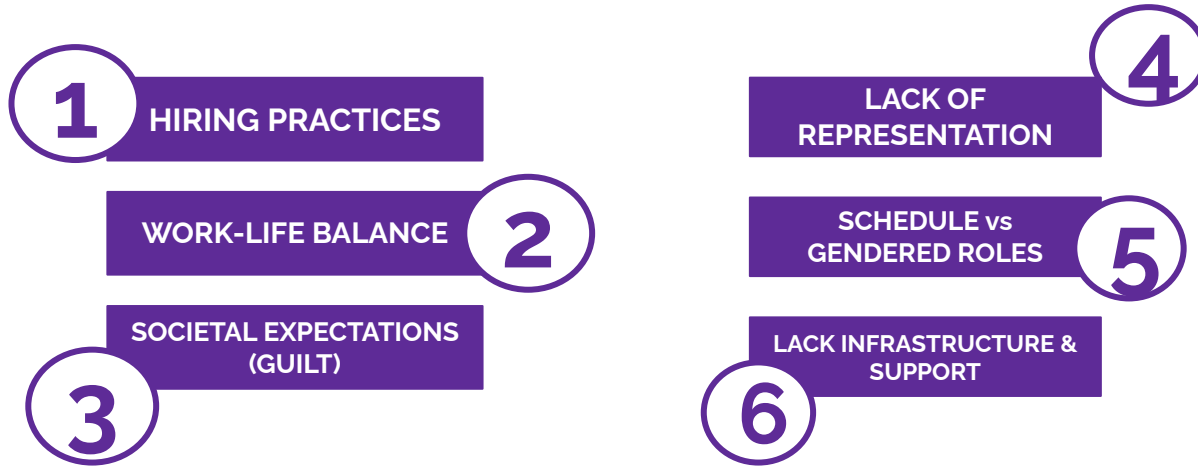 1
HIRING PRACTICES
WORK-LIFE BALANCE
2
SOCIETAL EXPECTATIONS
(GUILT)
3
4
LACK OF
REPRESENTATION
SCHEDULE vs
GENDERED ROLES
5
LACK INFRASTRUCTURE &
SUPPORT
6